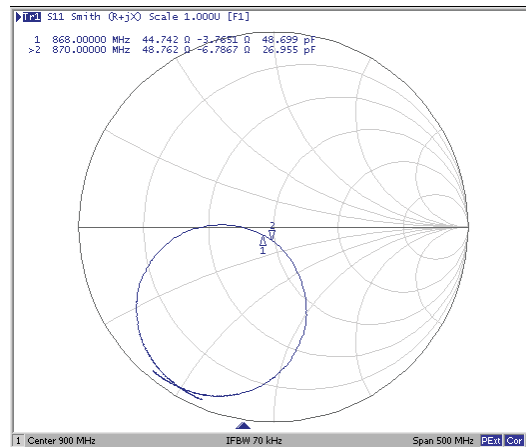 Tr1 S11 Smith (R+jX) Scale 1.000U [F1]
1 868.00000 MHz 44.742 Ω -3.7651 Ω 48.699 pF
>2 870.00000 MHz 48.762 Ω -6.7867 Ω 26.955 pF
2
1
1 Center 900 MHz IFBW 70 kHz Span 500 MHz PExt Cor